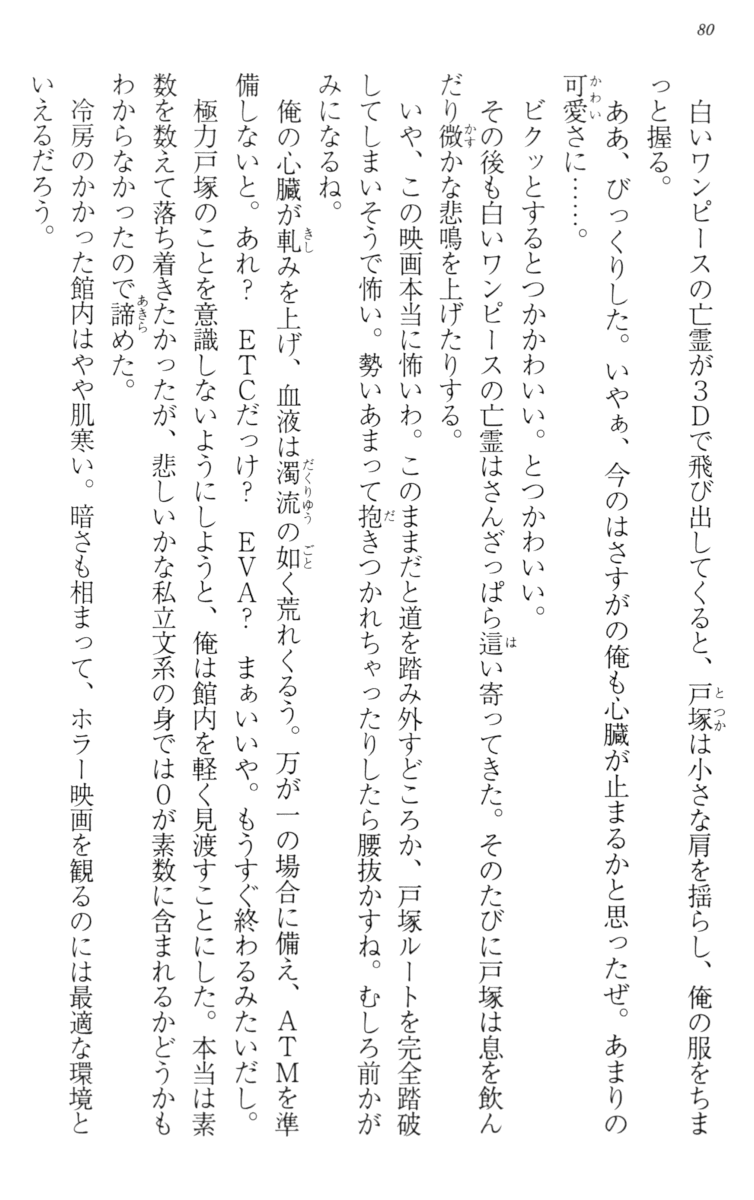 80
白いワンピースの亡霊が3Dで飛び出してくると、戸塚は小さな肩を揺らし、俺の服をちま
っと握る。
ああ、びっくりした。いやぁ、今のはさすがの俺も心臓が止まるかと思ったぜ。あまりの
可愛さに……。
ビクッとするとつかかわいい。とつかわいい。
その後も白いワンピースの亡霊はさんざっぱら這い寄ってきた。そのたびに戸塚は息を飲ん
だり微かな悲鳴を上げたりする。
いや、この映画本当に怖いわ。このままだと道を踏み外すどころか、戸塚ルートを完全踏破
してしまいそうで怖い。勢いあまって抱きつかれちゃったりしたら腰抜かすね。むしろ前かが
みになるね。
俺の心臓が軋みを上げ、血液は濁流の如く荒れくるう。万が一の場合に備え、ATMを準
備しないと。あれ？　ETCだっけ？　EVA？　まぁいいや。もうすぐ終わるみたいだし。
極力戸塚のことを意識しないようにしようと、俺は館内を軽く見渡すことにした。本当は素
数を数えて落ち着きたかったが、悲しいかな私立文系の身では0が素数に含まれるかどうかも
わからなかったので諦めた。
冷房のかかった館内はやや肌寒い。暗さも相まって、ホラー映画を観るのには最適な環境と
いえるだろう。